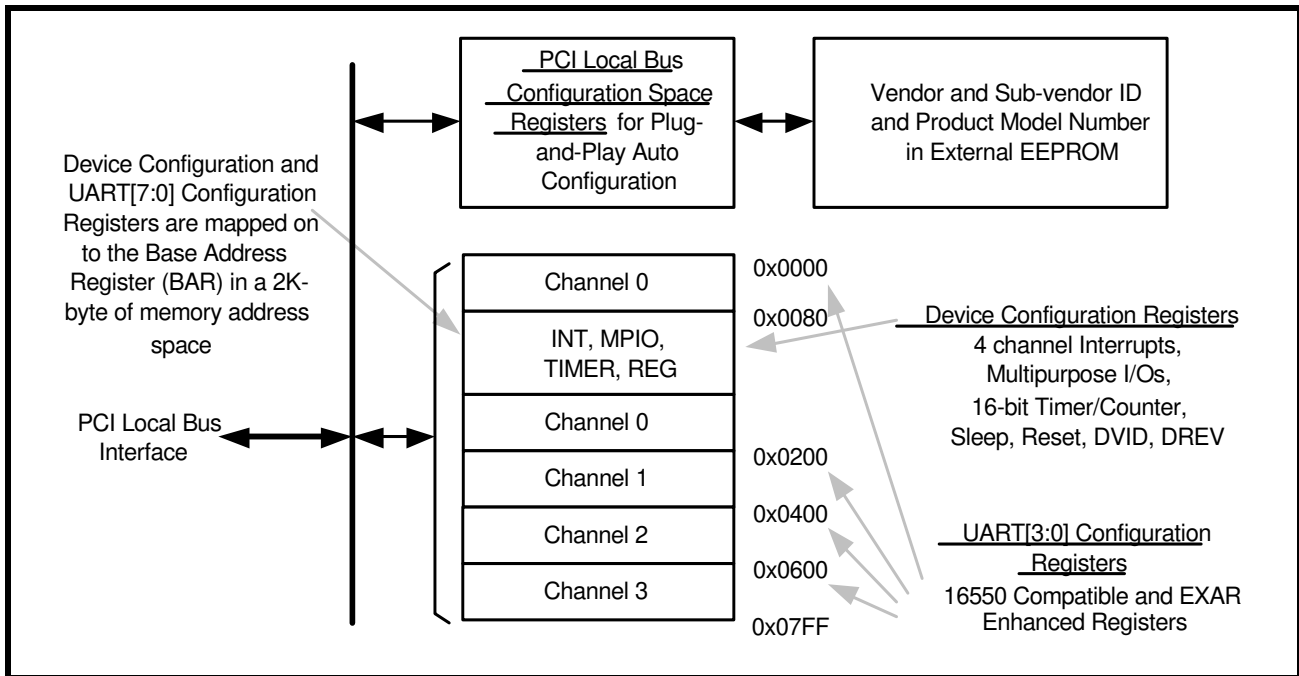 PCI Local Bus
Configuration Space
Registers for Plug-
and-Play Auto
Configuration
Vendor and Sub-vendor ID
and Product Model Number
in External EEPROM
Device Configuration and
UART[7:0] Configuration
Registers are mapped on
to the Base Address
Register (BAR) in a 2K-
byte of memory address
space
PCI Local Bus
Interface
Channel 0
INT, MPIO,
TIMER, REG
Channel 0
Channel 1
Channel 2
Channel 3
0x0000
0x0080
0x0200
0x0400
0x0600
0x07FF
Device Configuration Registers
4 channel Interrupts,
Multipurpose I/Os,
16-bit Timer/Counter,
Sleep, Reset, DVID, DREV
UART[3:0] Configuration
Registers
16550 Compatible and EXAR
Enhanced Registers